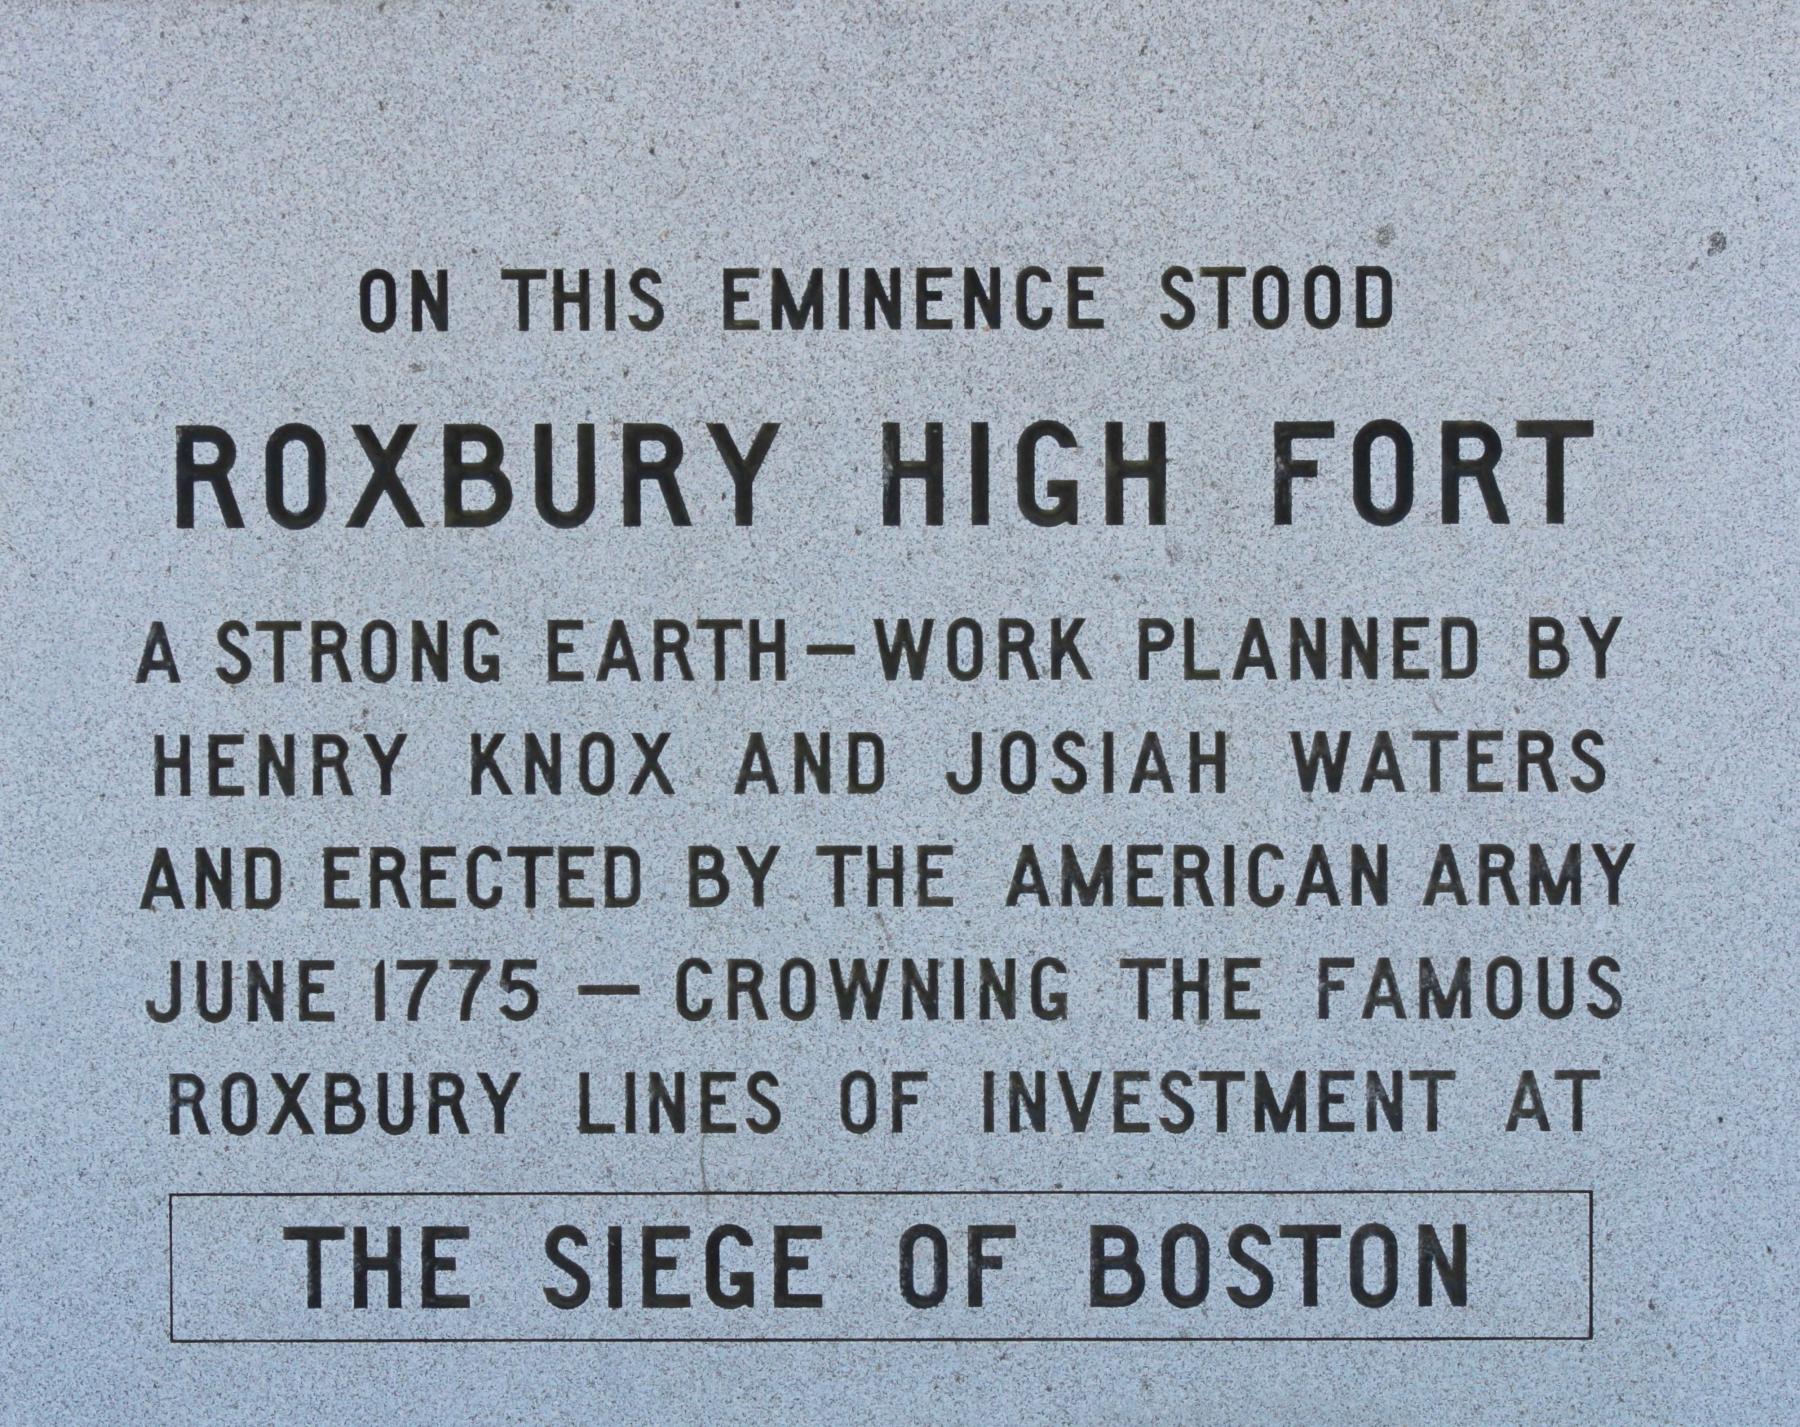 ON THIS EMINENCE STOOD
ROXBURY HIGH FORT
A STRONG EARTH—WORK PLANNED BY
HENRY KNOX AND JOSIAH WATERS
AND ERECTED BY THE AMERICAN ARMY
JUNE 1775 — CROWNING THE FAMOUS
ROXBURY LINES OF INVESTMENT AT
THE SIEGE OF BOSTON